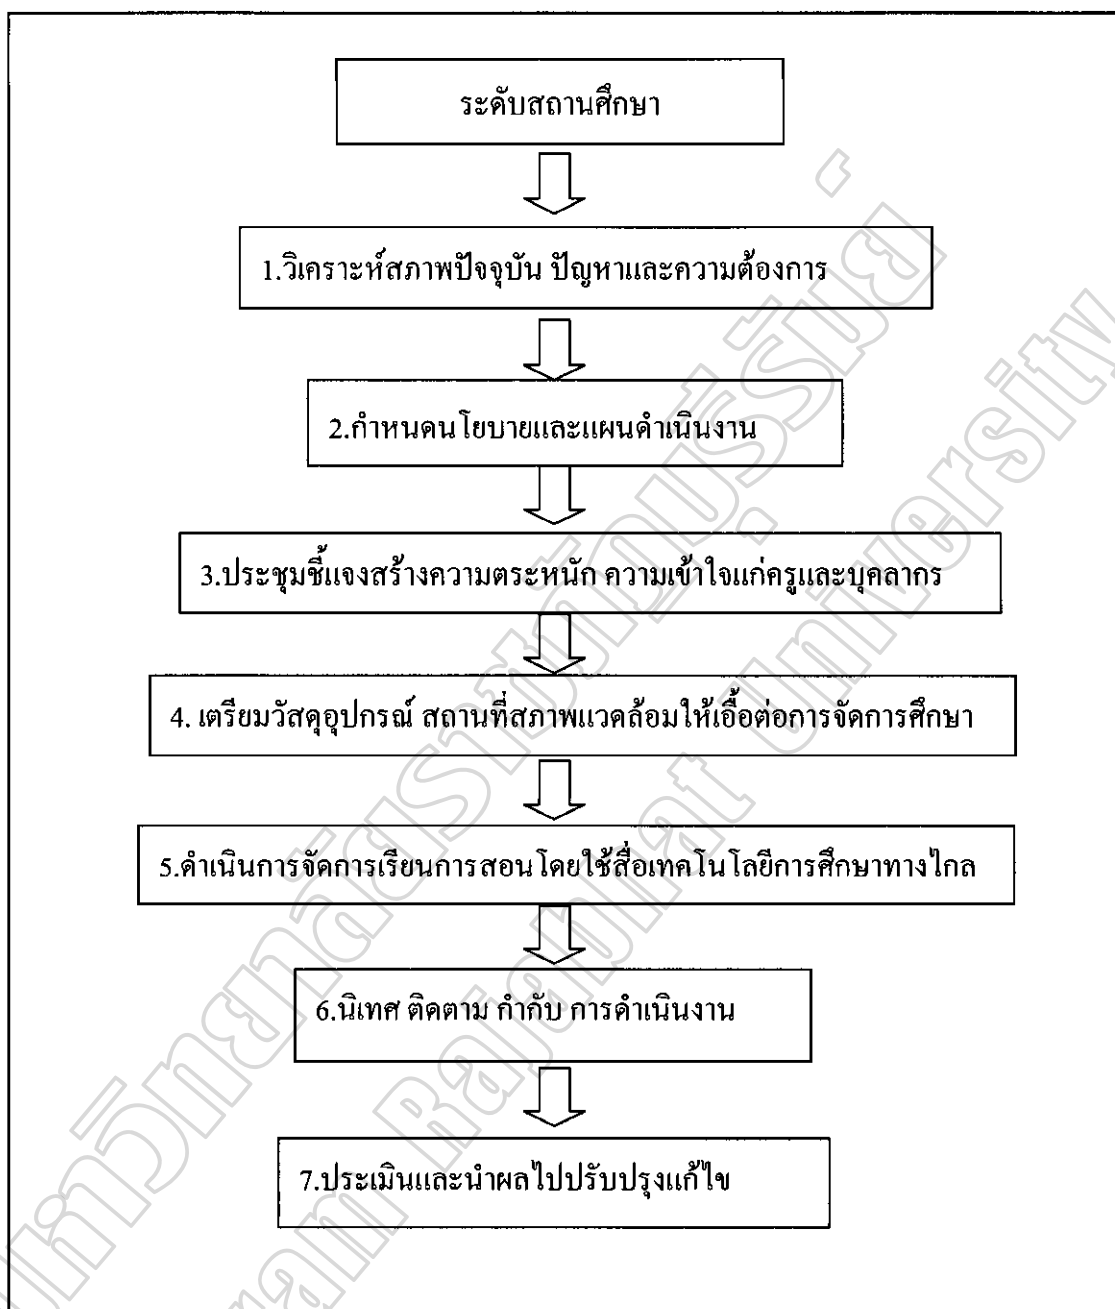 ระดับสถานศึกษา
1.วิเคราะห์สภาพปัจจุบัน ปัญหาและความต้องการ
2.กำหนดนโยบายและแผนดำเนินงาน
3.ประชุมชี้แจงสร้างความตระหนัก ความเข้าใจแก่ครูและบุคลากร
4. เตรียมวัสดุอุปกรณ์ สถานที่สภาพแวดล้อมให้เอื้อต่อการจัดการศึกษา
5.ดำเนินการจัดการเรียนการสอนโดยใช้สื่อเทคโนโลยีการศึกษาทางไกล
6.นิเทศ ติดตาม กำกับ การดำเนินงาน
7.ประเมินและนำผลไปปรับปรุงแก้ไข
Rajabhat University